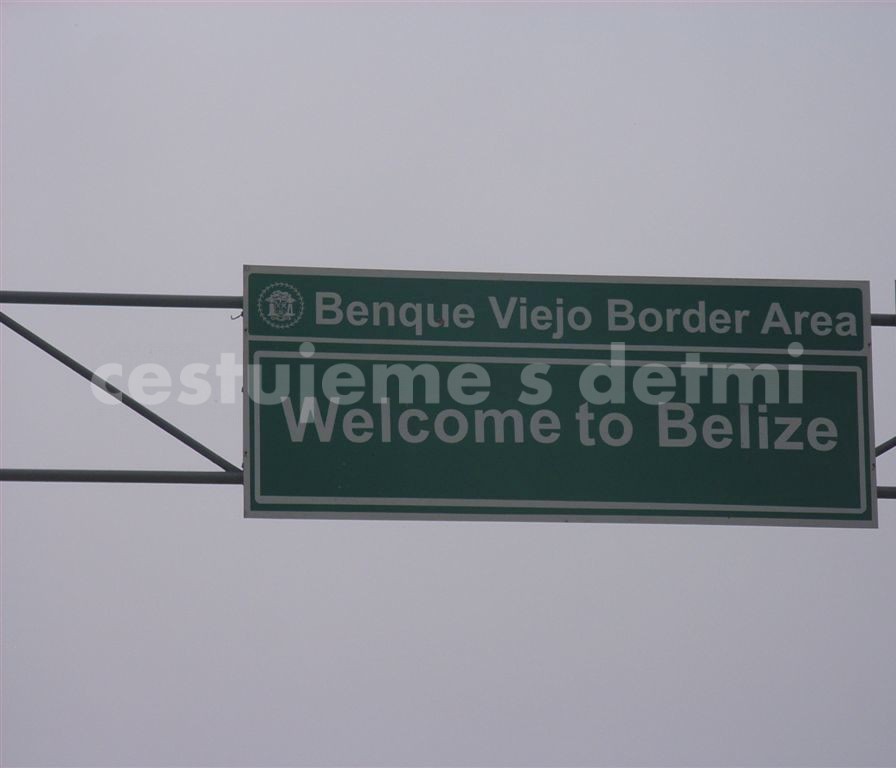 Benque Viejo Border Area
cestujeme s detmi
Welcome to Belize